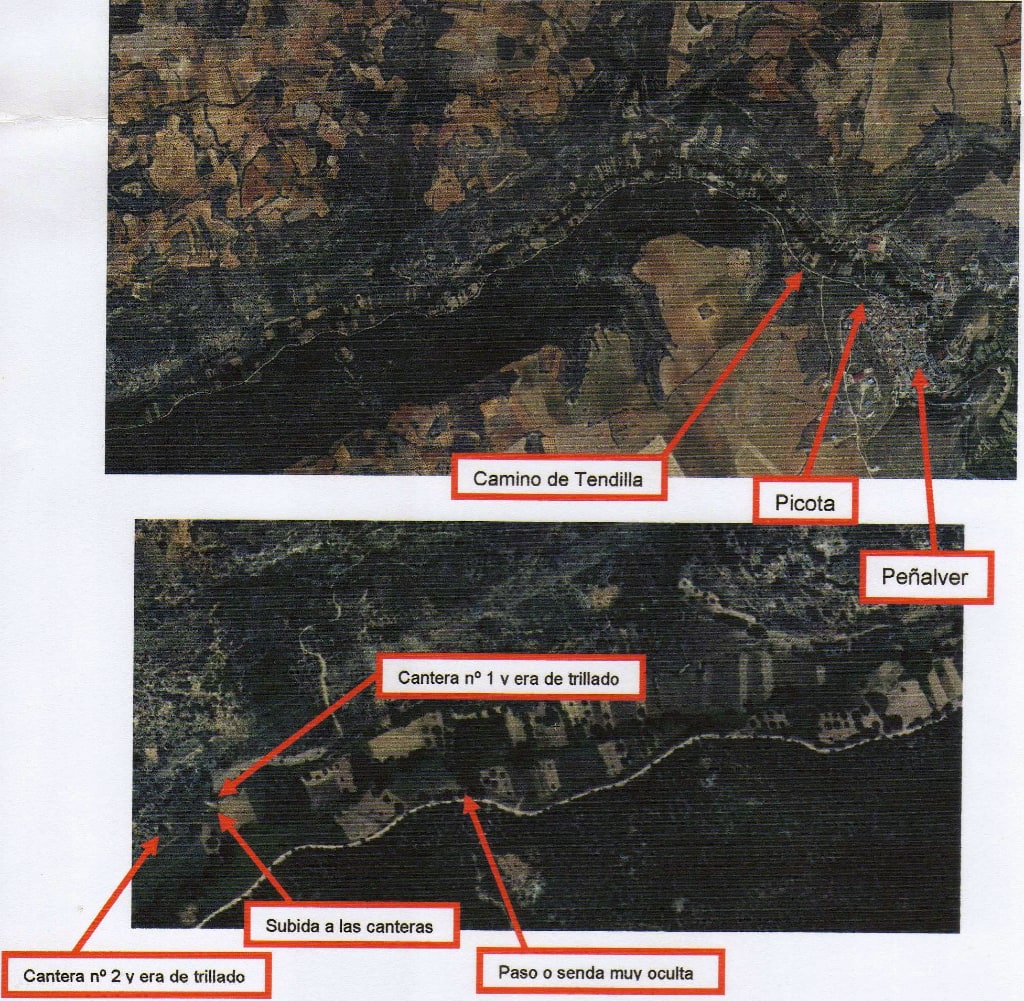 Camino de Tendilla
Picota
Peñalver
Cantera nº 1 y era de trillado
Subida a las canteras
Paso o senda muy oculta
Cantera nº 2 y era de trillado